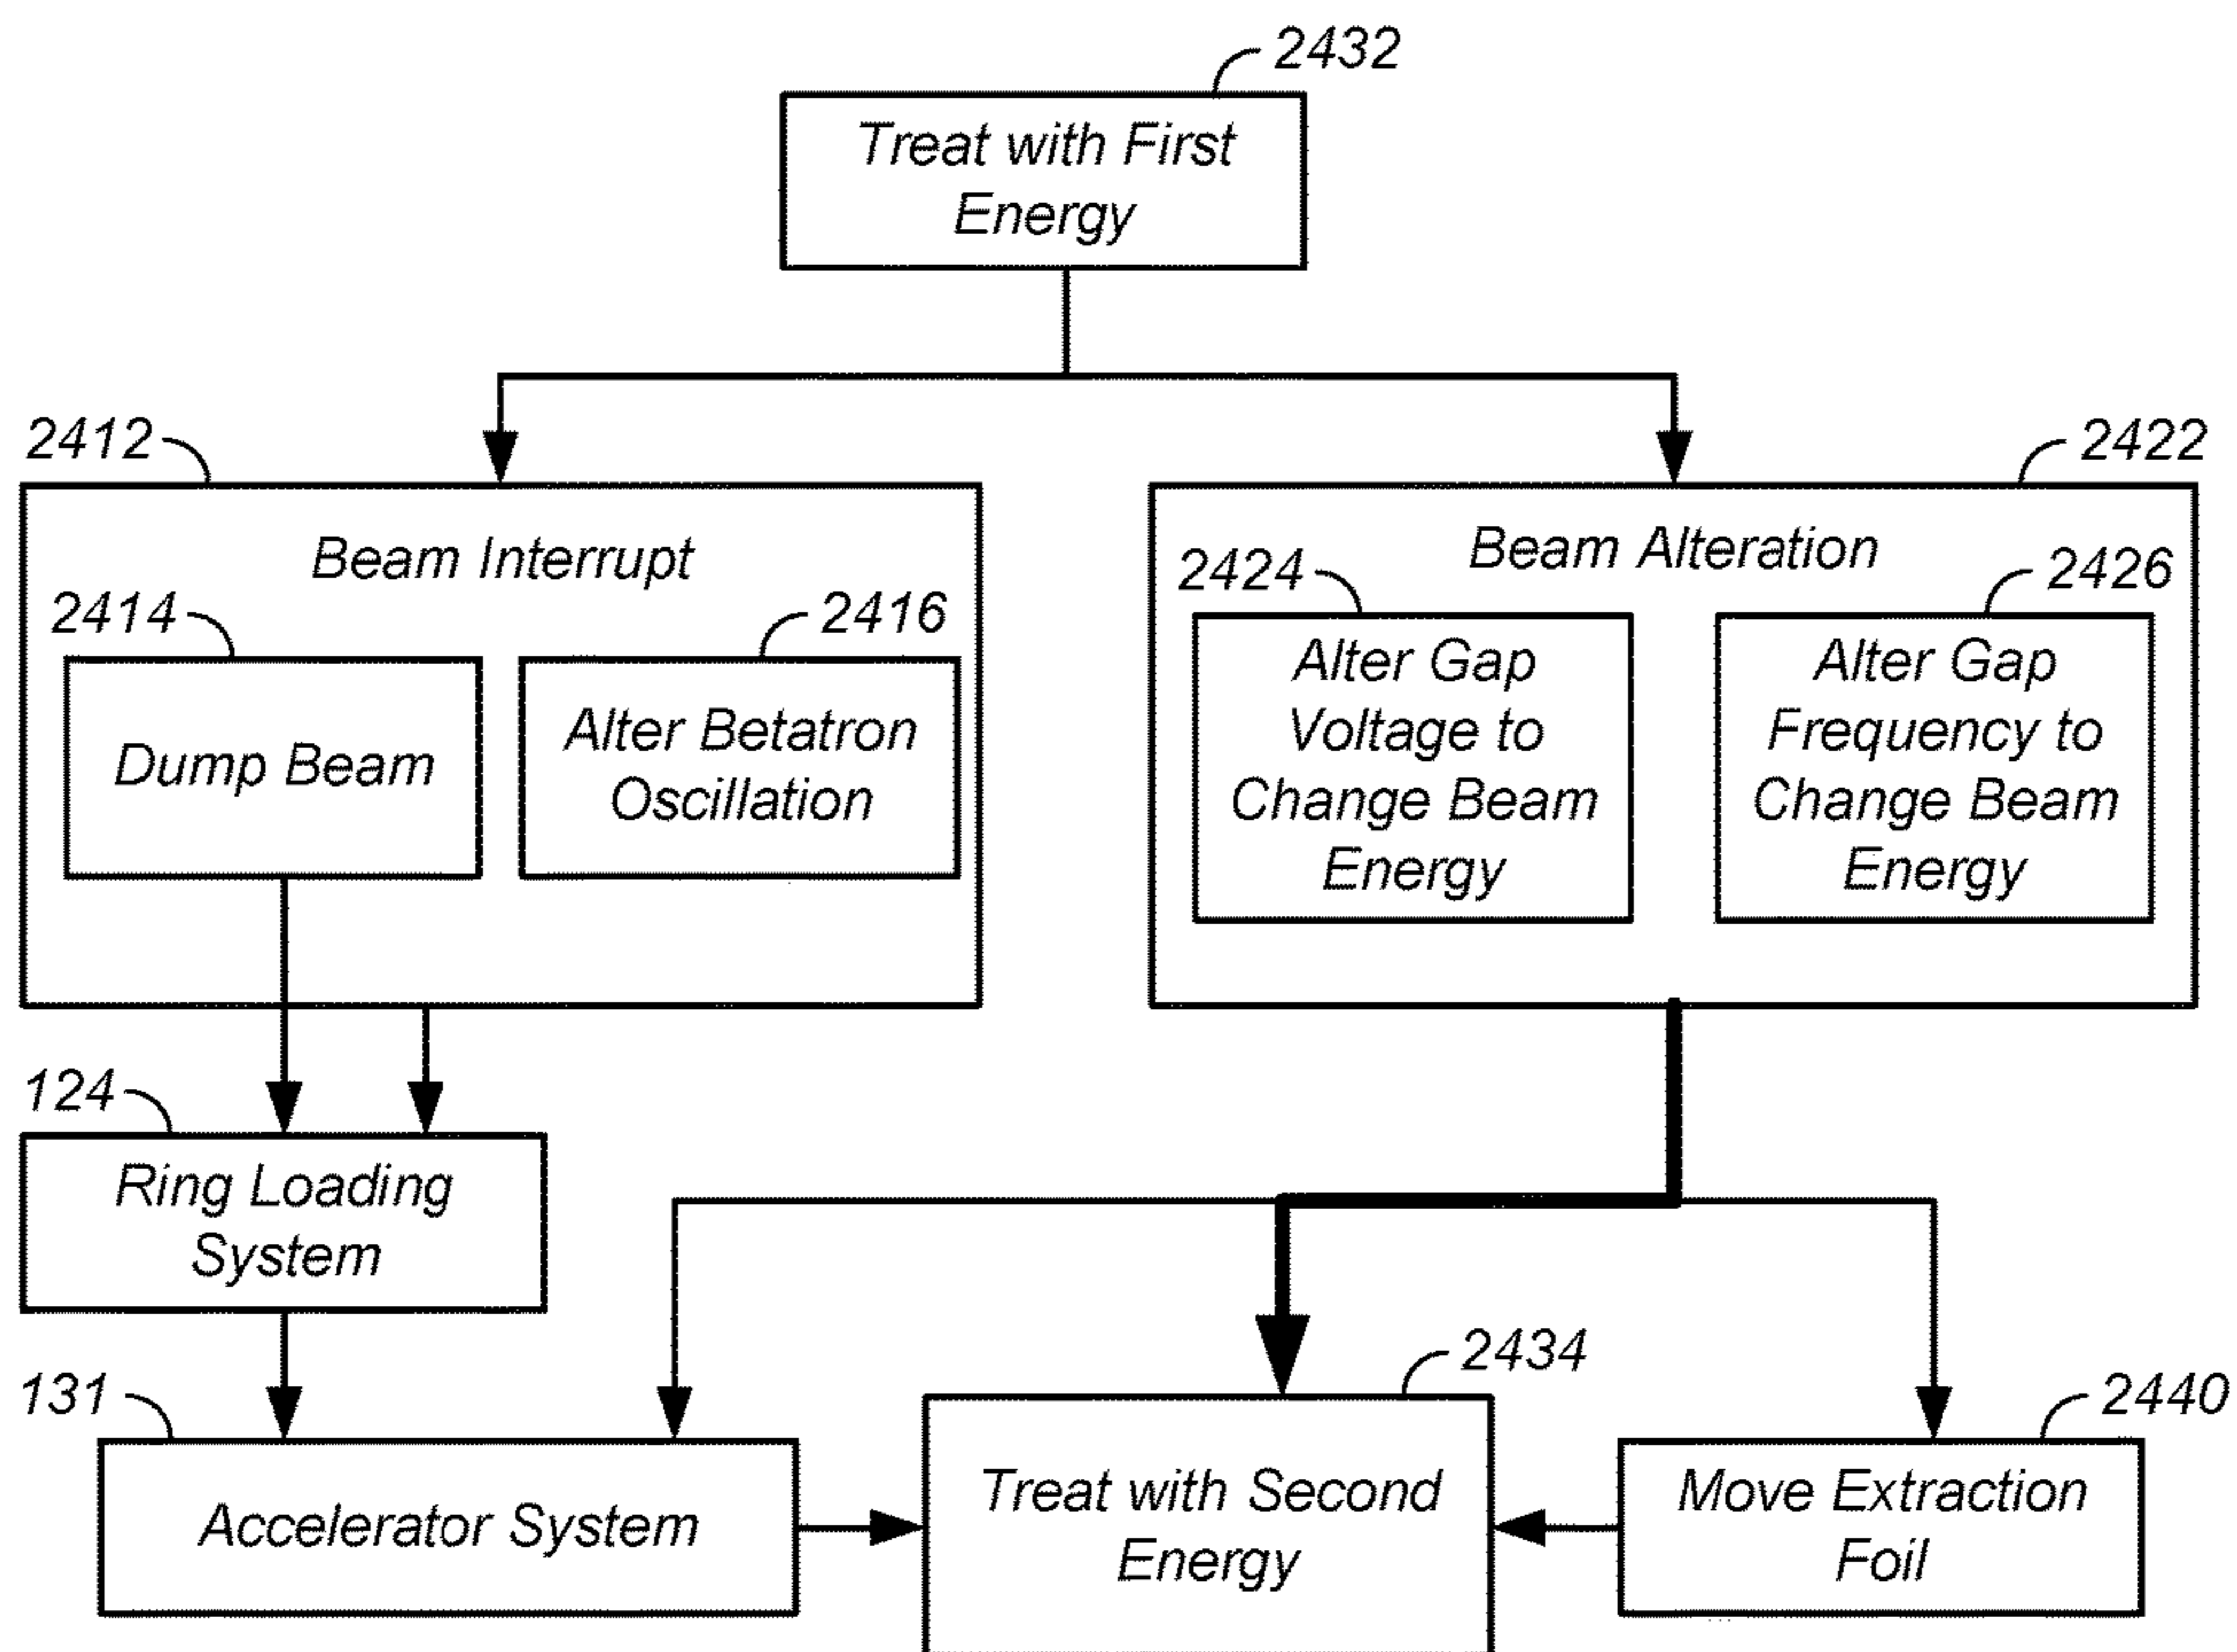 2432
Treat with First
Energy
2412
2422
Beam Interrupt
Beam Alteration
2414
2416
2424
2426
Dump Beam
Alter Betatron
Oscillation
Alter Gap
Voltage to
Change Beam
Energy
Alter Gap
Frequency to
Change Beam
Energy
124
Ring Loading
System
131
2434
2440
Accelerator System
Treat with Second
Energy
Move Extraction
Foil